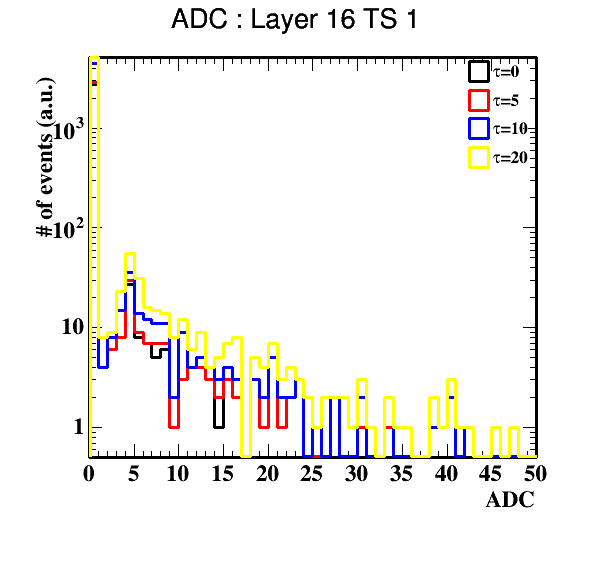 ADC : Layer 16 TS 1
# of events (a.u.)
10³
10²
10
1
τ=0
τ=5
τ=10
τ=20
0 5 10 15 20 25 30 35 40 45 50
ADC